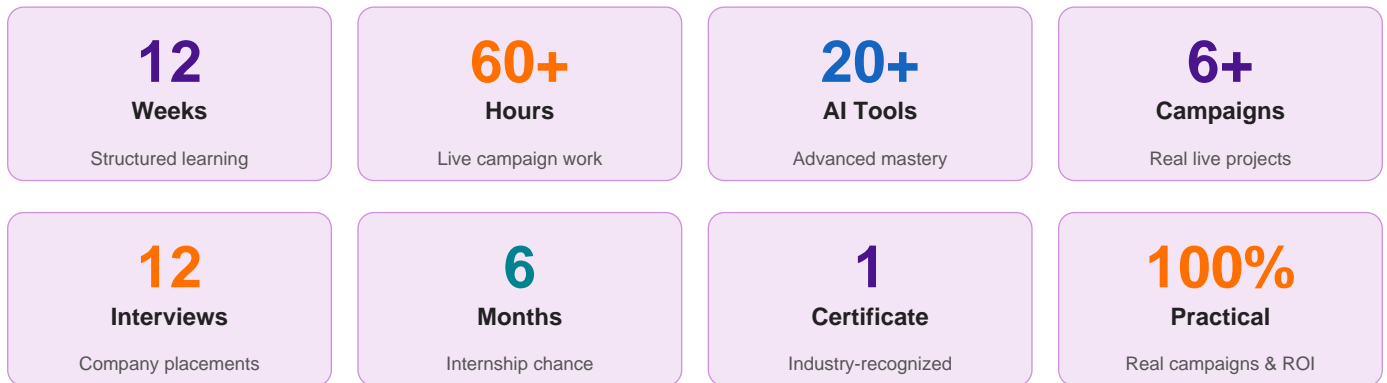 12
Weeks
Structured learning
60+
Hours
Live campaign work
20+
AI Tools
Advanced mastery
6+
Campaigns
Real live projects
12
Interviews
Company placements
6
Months
Internship chance
1
Certificate
Industry-recognized
100%
Practical
Real campaigns & ROI